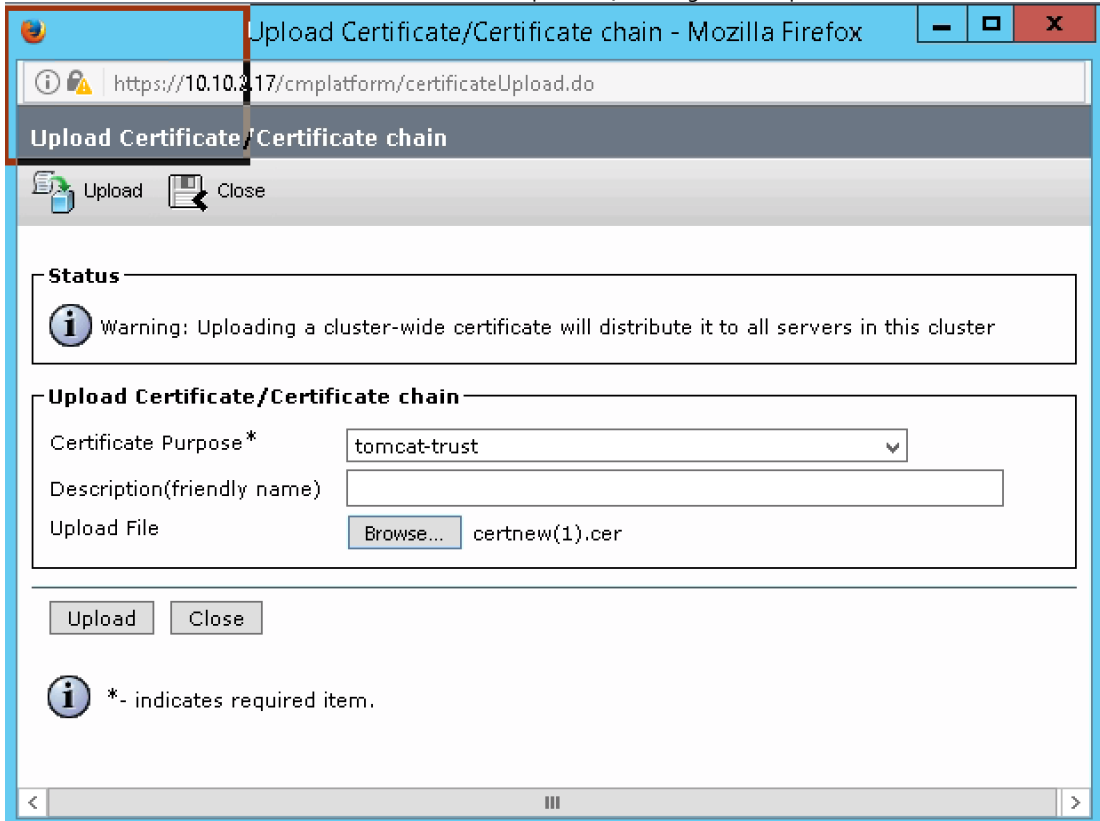 Upload Certificate/Certificate chain - Mozilla Firefox
https://10.10.2.17/cmplatform/certificateUpload.do
Upload Certificate/Certificate chain
Upload Close
Status
Warning: Uploading a cluster-wide certificate will distribute it to all servers in this cluster
Upload Certificate/Certificate chain
Certificate Purpose* tomcat-trust
Description(friendly name)
Upload File Browse... certnew(1).cer
Upload Close
*- indicates required item.